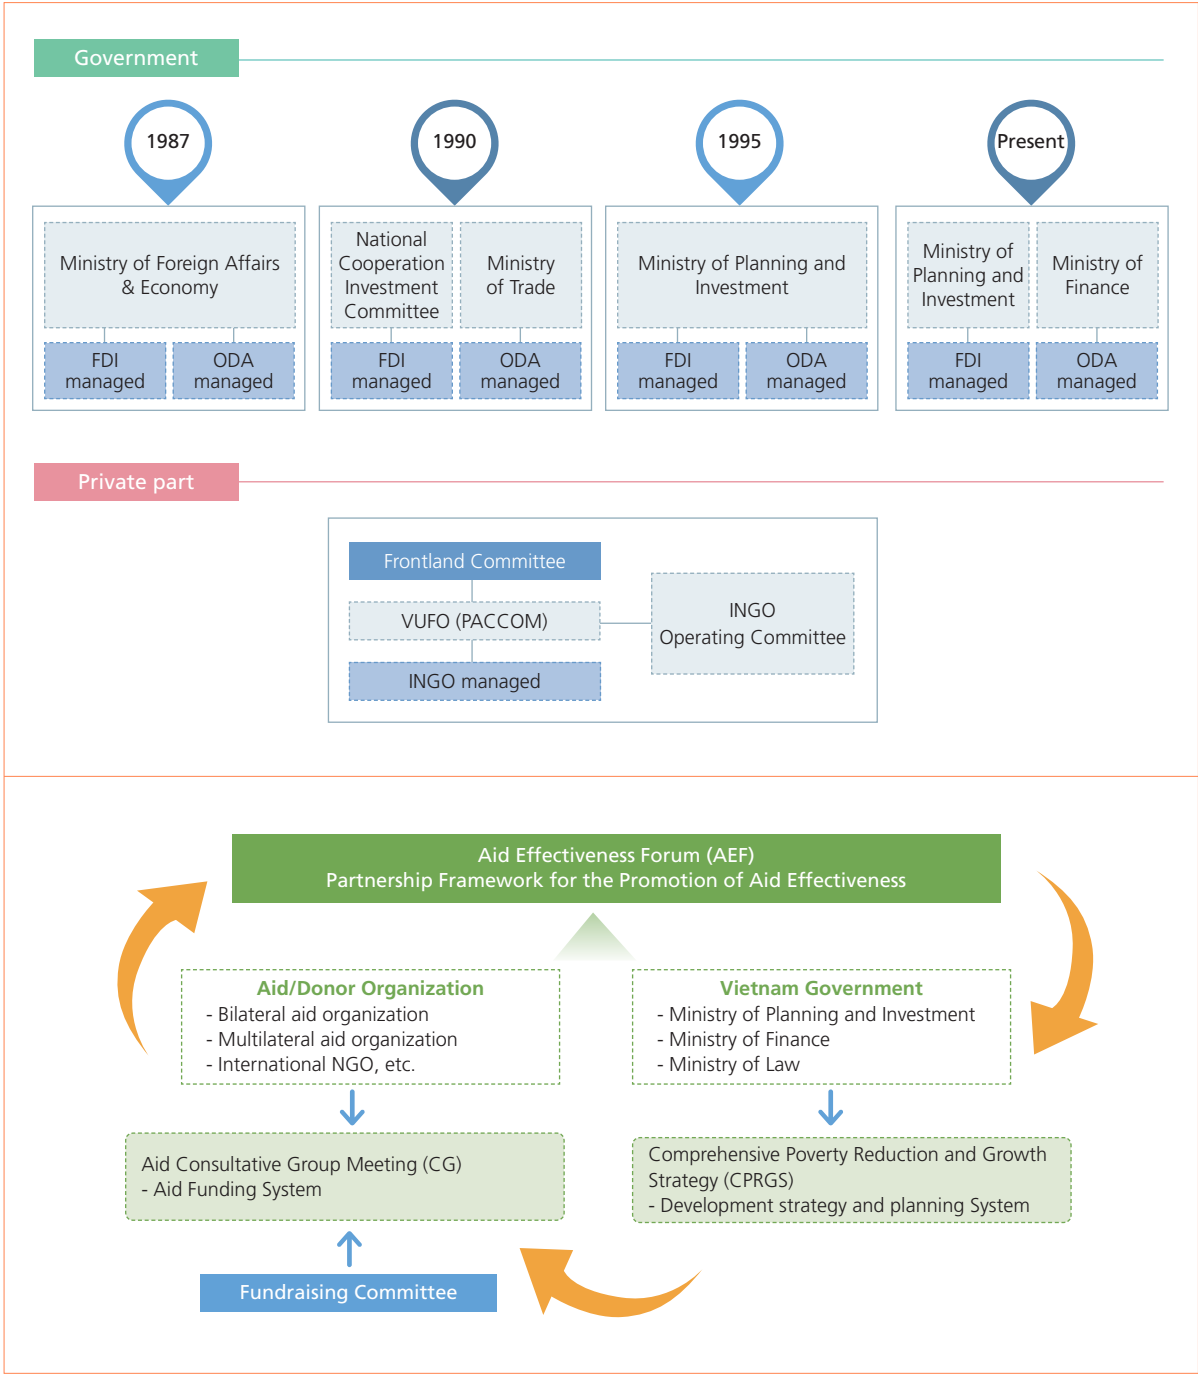 Government
1987
1990
1995
Present
Ministry of Foreign Affairs
& Economy
FDI
managed
ODA
managed
National
Cooperation
Investment
Committee
Ministry
of Trade
FDI
managed
ODA
managed
Ministry of Planning and
Investment
FDI
managed
ODA
managed
Ministry of
Planning and
Investment
Ministry of
Finance
FDI
managed
ODA
managed
Private part
Frontland Committee
VUFO (PACCOM)
INGO managed
INGO
Operating Committee
Aid Effectiveness Forum (AEF)
Partnership Framework for the Promotion of Aid Effectiveness
Aid/Donor Organization
- Bilateral aid organization
- Multilateral aid organization
- International NGO, etc.
Vietnam Government
- Ministry of Planning and Investment
- Ministry of Finance
- Ministry of Law
Aid Consultative Group Meeting (CG)
- Aid Funding System
Comprehensive Poverty Reduction and Growth
Strategy (CPRGS)
- Development strategy and planning System
Fundraising Committee